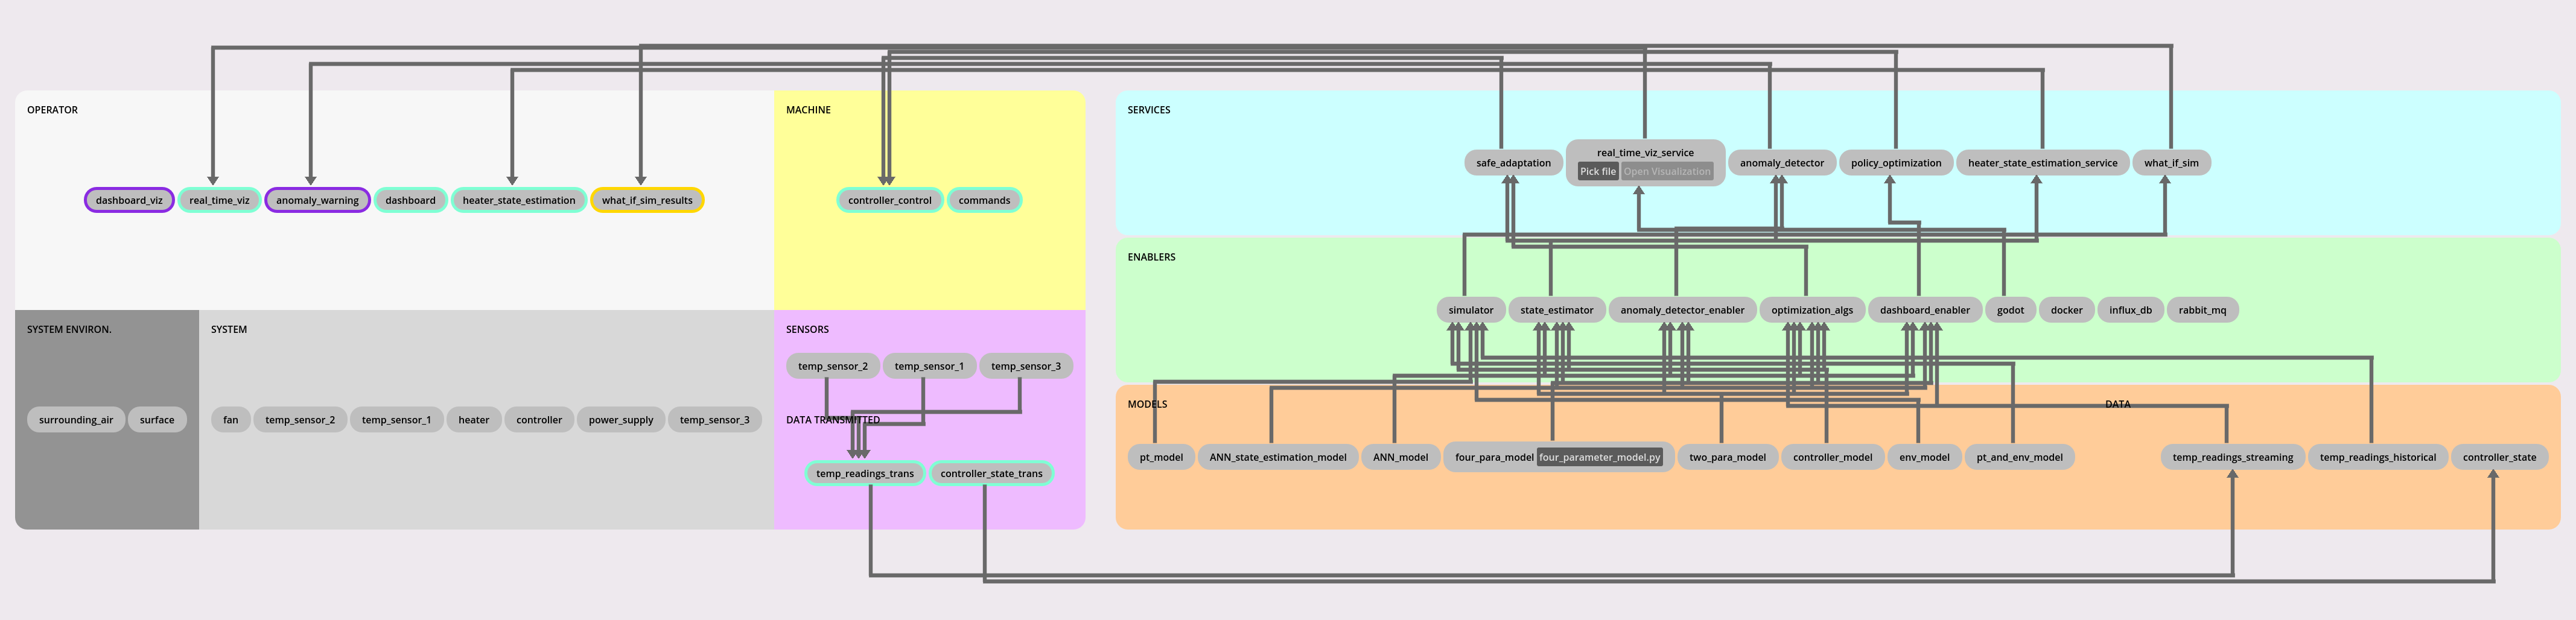 OPERATOR
dashboard_viz real_time_viz anomaly_warning dashboard heater_state_estimation what_if_sim_results
MACHINE
controller_control commands
SYSTEM ENVIRON.
surrounding_air surface
SYSTEM
fan temp_sensor_2 temp_sensor_1 heater controller power_supply temp_sensor_3
SENSORS
temp_sensor_2 temp_sensor_1 temp_sensor_3
DATA TRANSMITTED
temp_readings_trans controller_state_trans
SERVICES
safe_adaptation real_time_viz_service anomaly_detector policy_optimization heater_state_estimation_service what_if_sim
Pick file Open Visualization
ENABLERS
simulator state_estimator anomaly_detector_enabler optimization_algs dashboard_enabler godot docker influx_db rabbit_mq
MODELS
pt_model ANN_state_estimation_model ANN_model four_para_model four_parameter_model.py two_para_model controller_model env_model pt_and_env_model
DATA
temp_readings_streaming temp_readings_historical controller_state